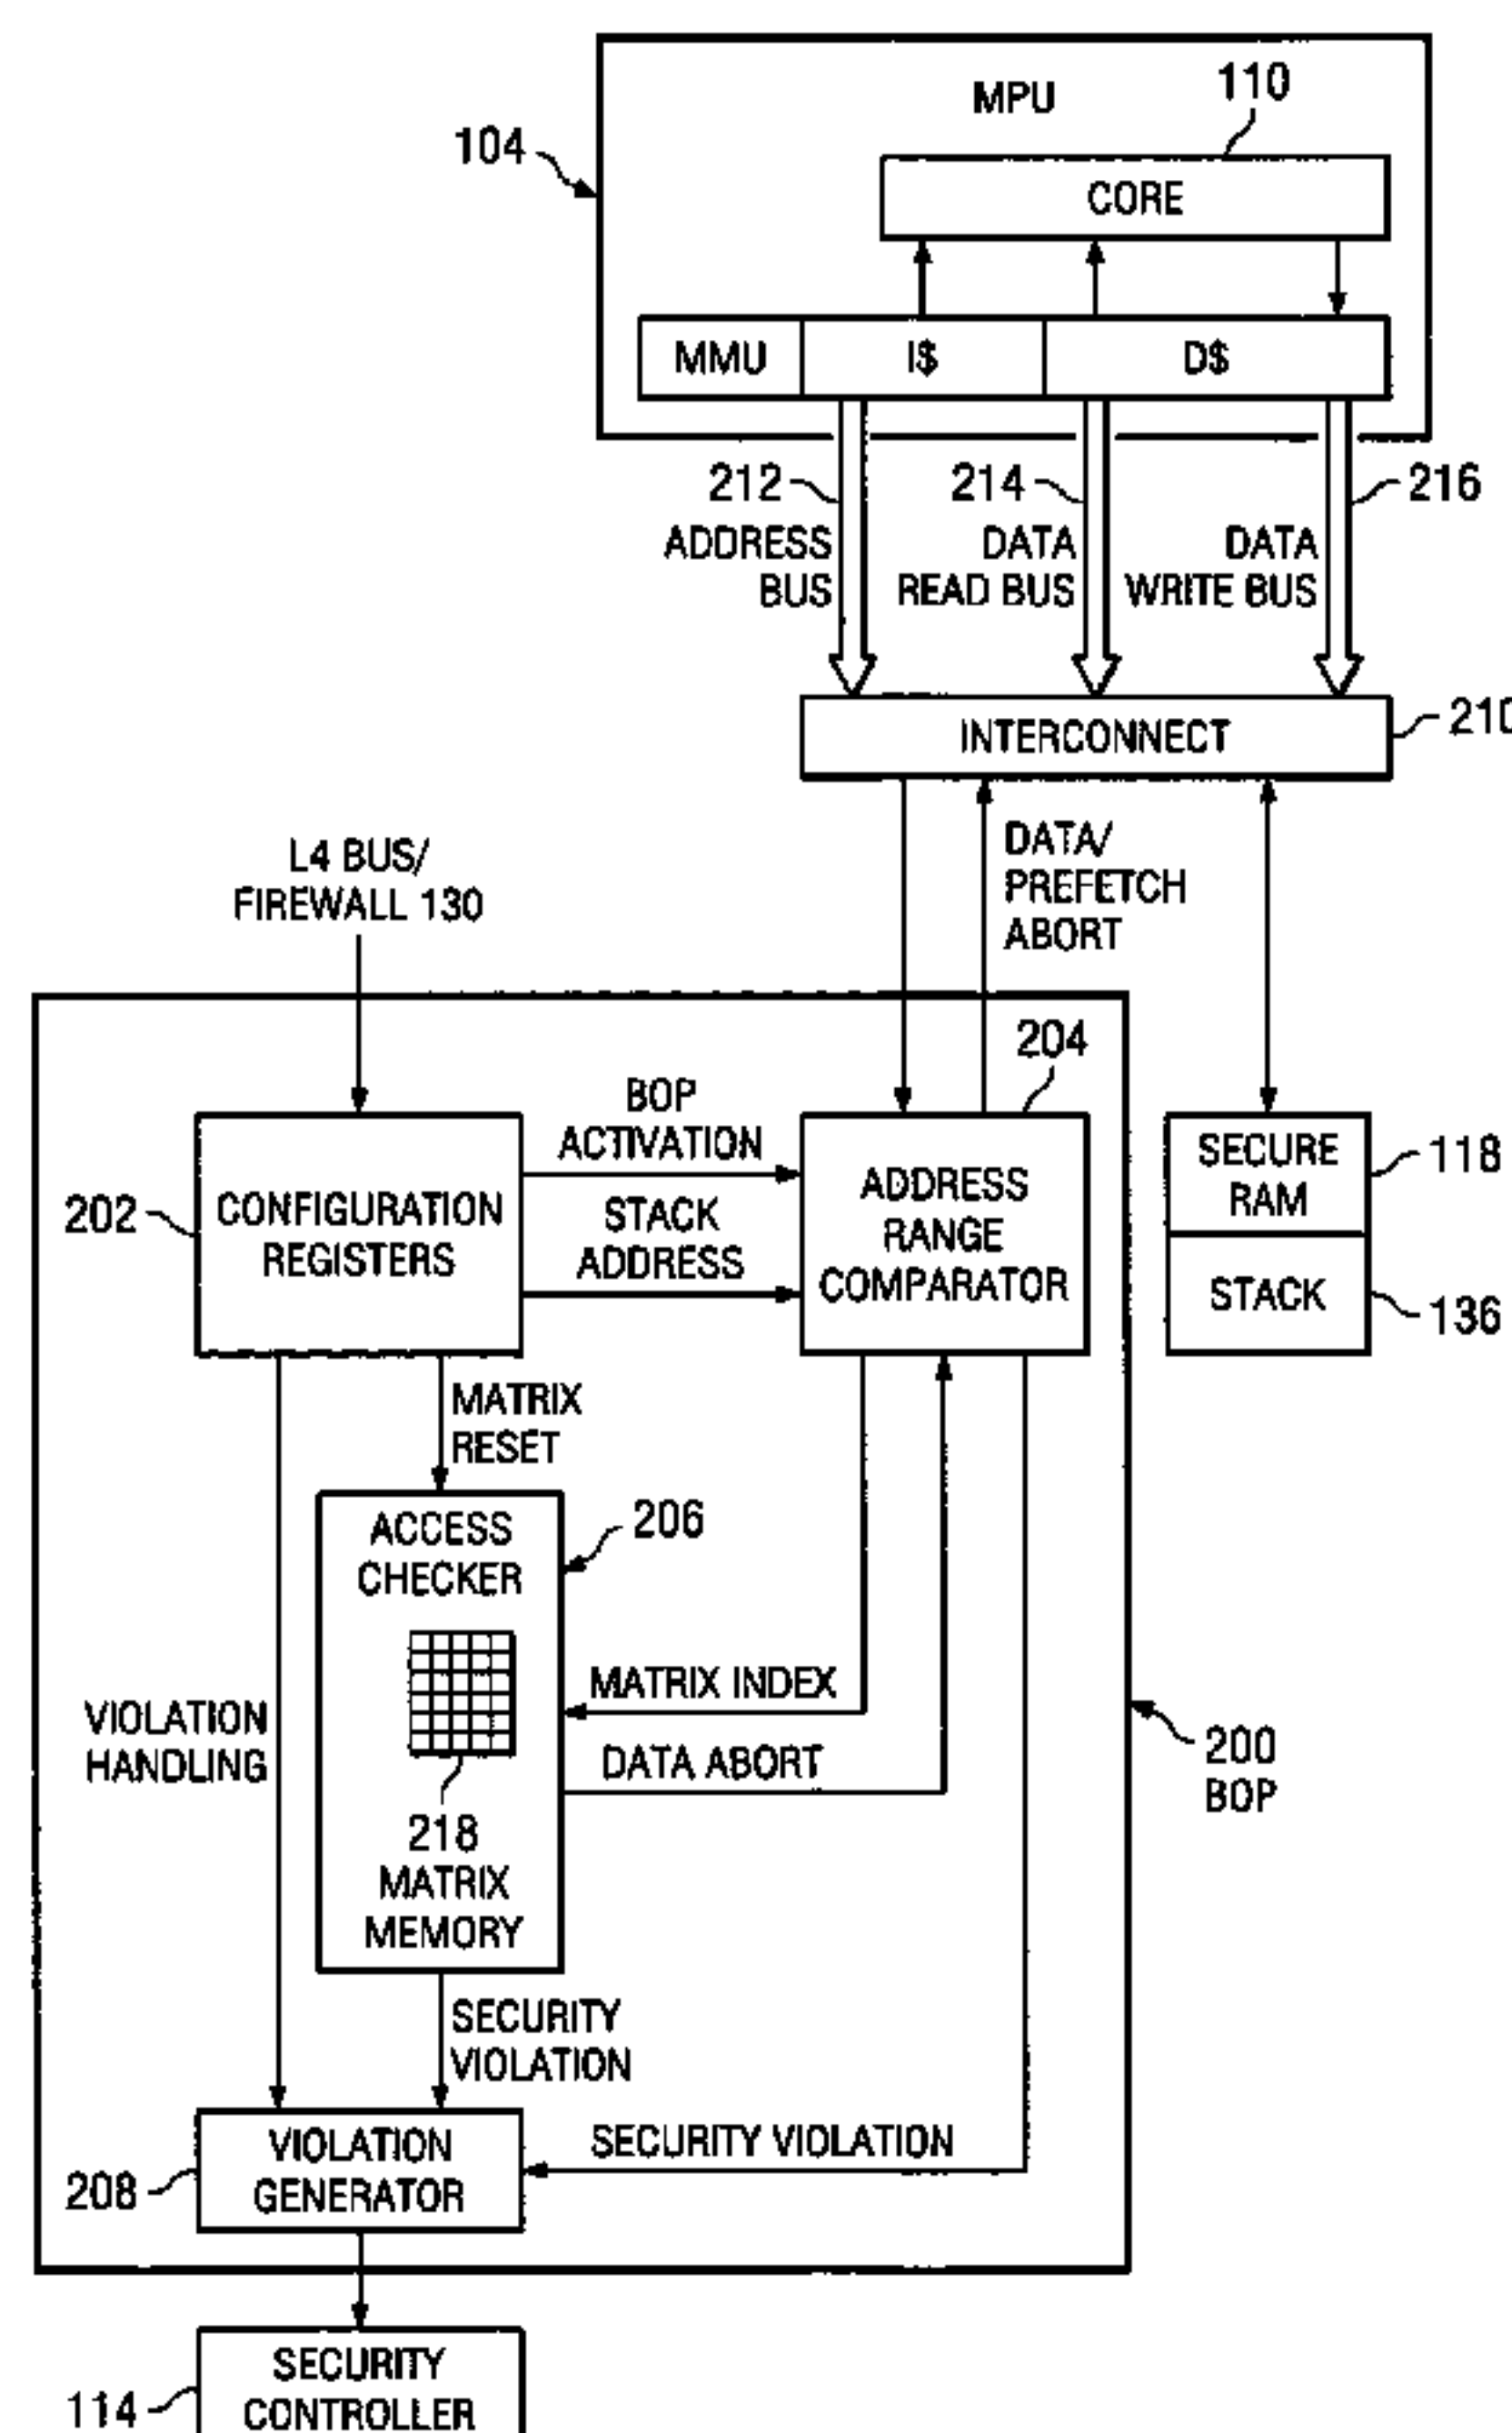 MPU
110
104
CORE
MMU
I$
D$
212
214
216
ADDRESS
BUS
DATA
READ BUS
DATA
WRITE BUS
INTERCONNECT
210
L4 BUS/
FIREWALL 130
DATA/
PREFETCH
ABORT
204
BOP
ACTIVATION
STACK
ADDRESS
202
CONFIGURATION
REGISTERS
ADDRESS
RANGE
COMPARATOR
SECURE
RAM
118
STACK
136
MATRIX
RESET
ACCESS
CHECKER
206
MATRIX INDEX
DATA ABORT
VIOLATION
HANDLING
218
MATRIX
MEMORY
200
BOP
SECURITY
VIOLATION
SECURITY VIOLATION
VIOLATION
GENERATOR
208
SECURITY
CONTROLLER
114